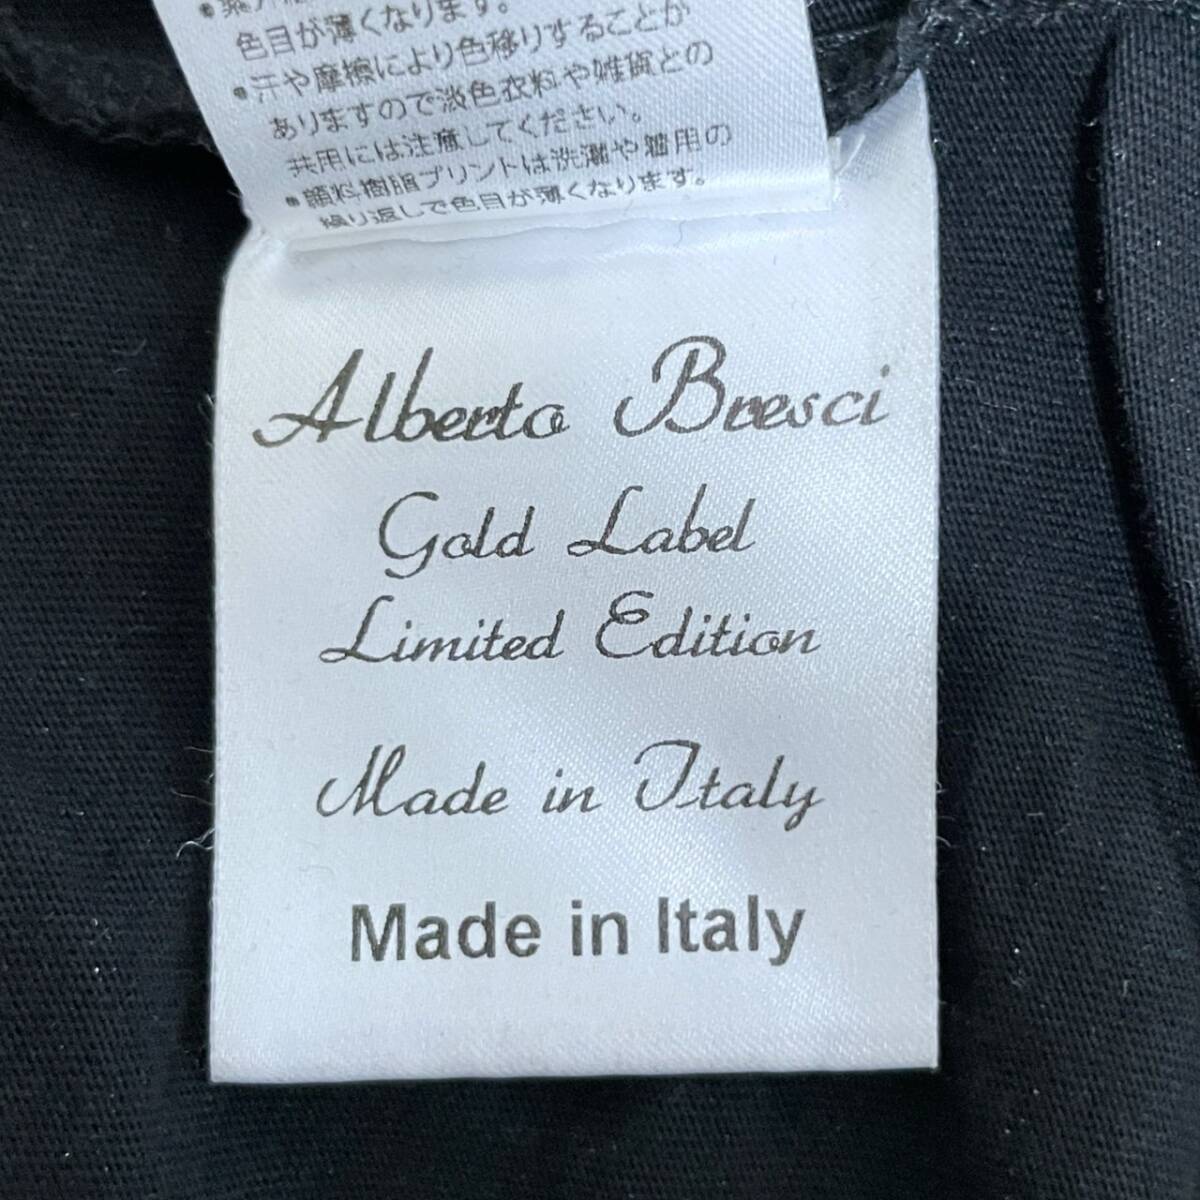 色目が薄くなります。
•汗や摩擦により色移りすることが
ありますので淡色衣料や雑貨との
共用には注意してください。
•顔料樹脂プリントは洗濯や着用の
繰り返しで色目が薄くなります。
Alberto Bresci
Gold Label
Limited Edition
Made in Italy
Made in Italy